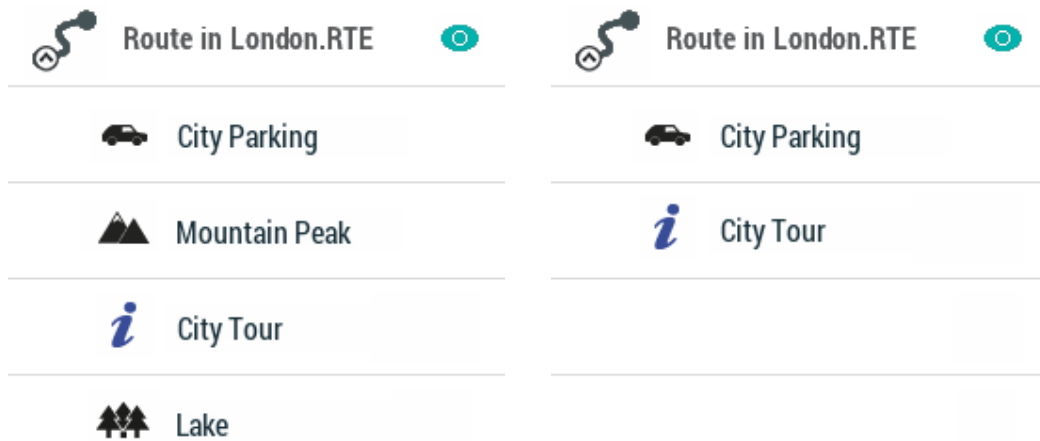 Route in London.RTE
City Parking
Mountain Peak
City Tour
Lake
Route in London.RTE
City Parking
City Tour